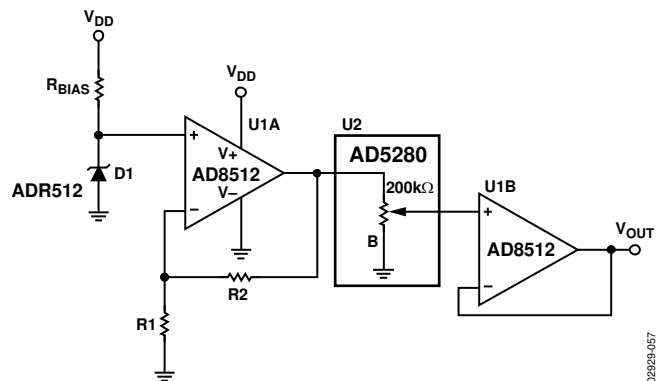 VDD
RBIAS
D1
ADR512
+
−
VDD
U1A
V+
AD8512
V−
R2
R1
U2
AD5280
200kΩ
B
U1B
+
AD8512
−
VOUT
02929-057